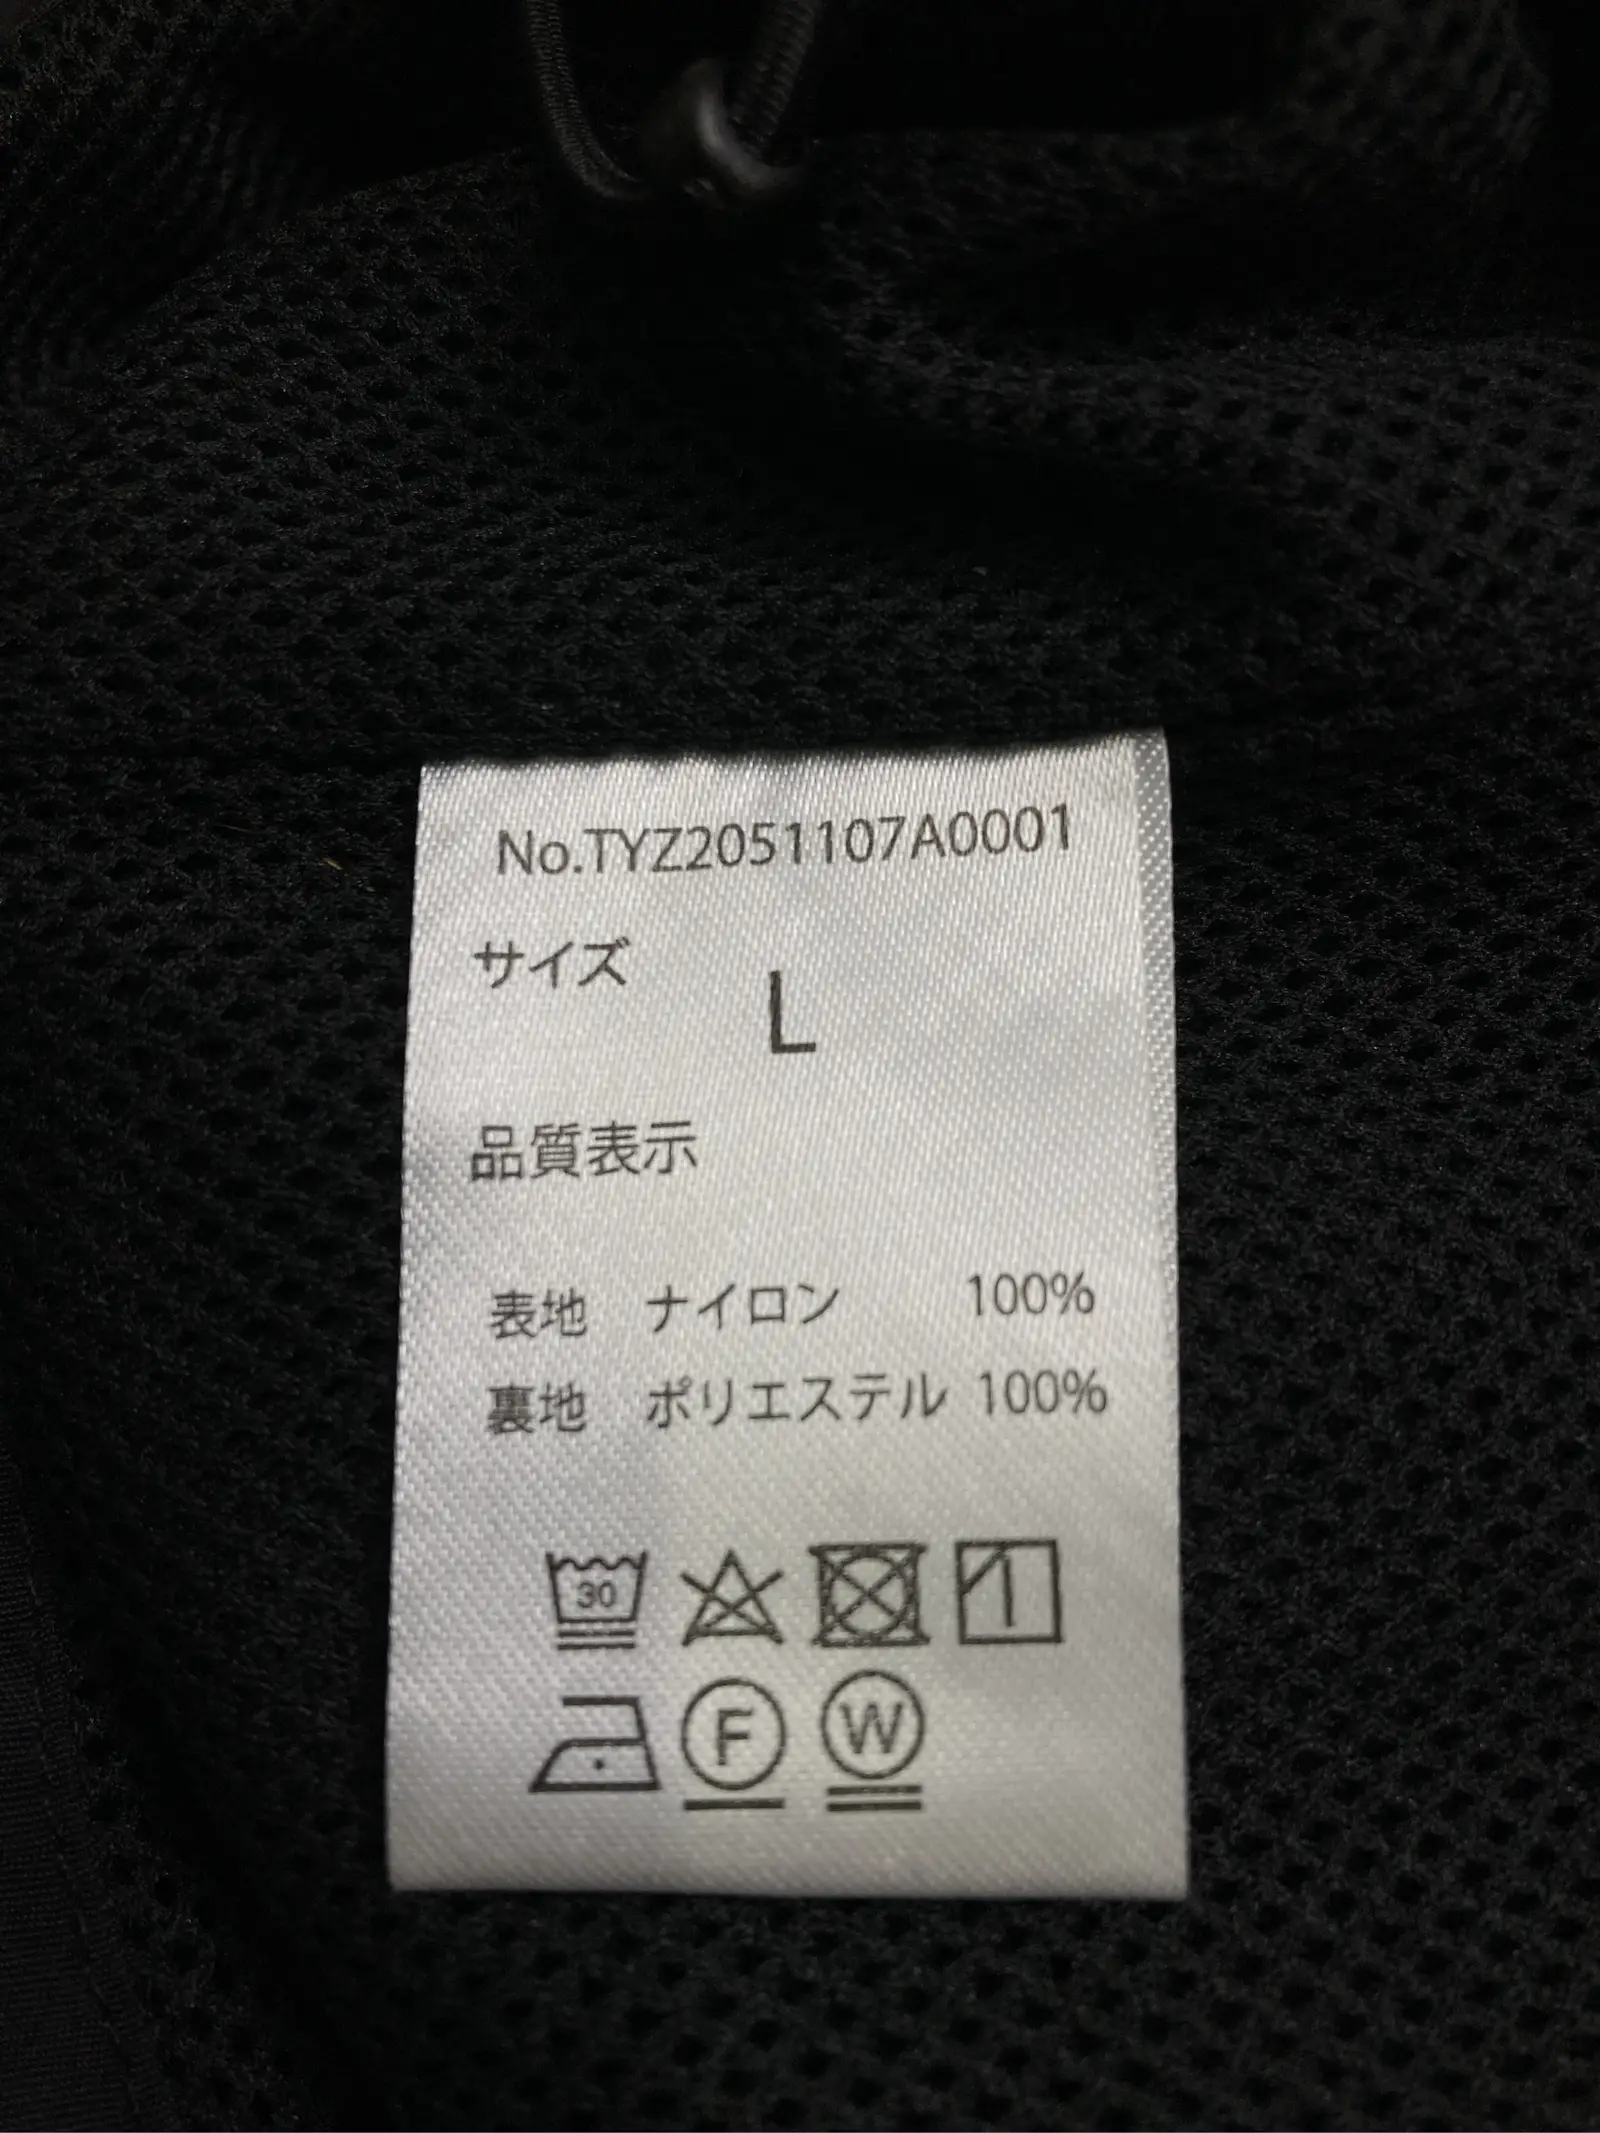 No.TYZ2051107A0001
サイズ
L
品質表示
表地 ナイロン 100%
裏地 ポリエステル 100%
30
F W